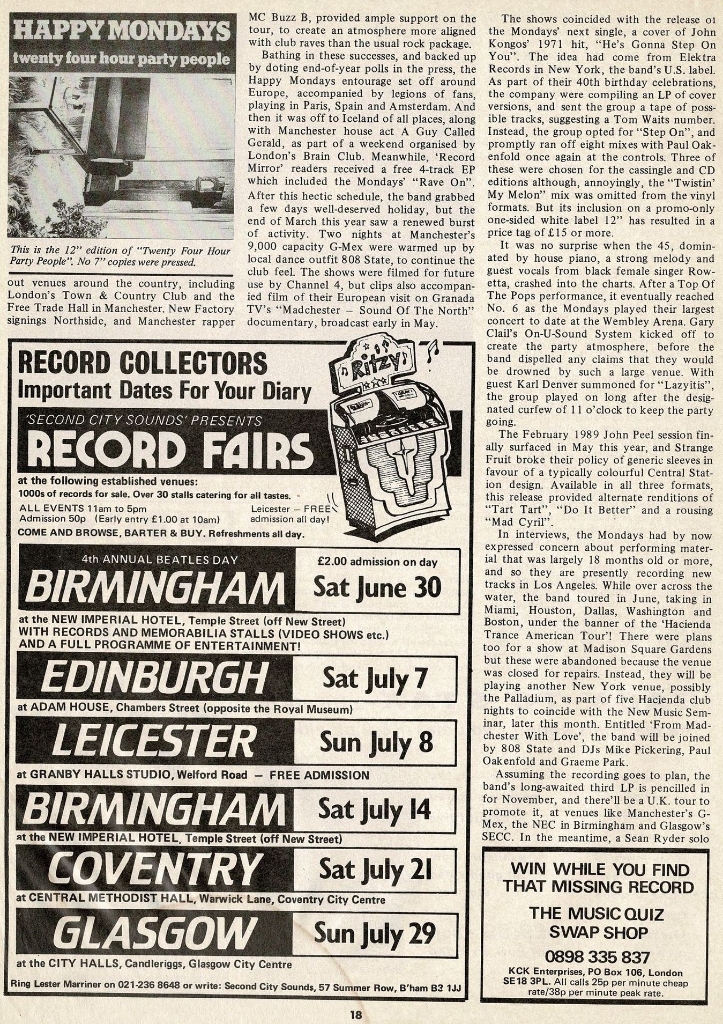 HAPPY MONDAYS
twenty four hour party people
This is the 12" edition of "Twenty Four Hour
Party People". No 7" copies were pressed.
out venues around the country, including
London's Town & Country Club and the
Free Trade Hall in Manchester. New Factory
signings Northside, and Manchester rapper
MC Buzz B, provided ample support on the
tour, to create an atmosphere more aligned
with club raves than the usual rock package.
Bathing in these successes, and backed up
by doting end-of-year polls in the press, the
Happy Mondays entourage set off around
Europe, accompanied by legions of fans,
playing in Paris, Spain and Amsterdam. And
then it was off to Iceland of all places, along
with Manchester house act A Guy Called
Gerald, as part of a weekend organised by
London's Brain Club. Meanwhile, 'Record
Mirror' readers received a free 4-track EP
which included the Mondays' "Rave On".
After this hectic schedule, the band grabbed
a few days well-deserved holiday, but the
end of March this year saw a renewed burst
of activity. Two nights at Manchester's
9,000 capacity G-Mex were warmed up by
local dance outfit 808 State, to continue the
club feel. The shows were filmed for future
use by Channel 4, but clips also accompan-
ied film of their European visit on Granada
TV's "Madchester — Sound Of The North"
documentary, broadcast early in May.
The shows coincided with the release of
the Mondays' next single, a cover of John
Kongos' 1971 hit, "He's Gonna Step On
You". The idea had come from Elektra
Records in New York, the band's U.S. label.
As part of their 40th birthday celebrations,
the company were compiling an LP of cover
versions, and sent the group a tape of poss-
ible tracks, suggesting a Tom Waits number.
Instead, the group opted for "Step On", and
promptly ran off eight mixes with Paul Oak-
enfold once again at the controls. Three of
these were chosen for the cassingle and CD
editions although, annoyingly, the "Twistin'
My Melon" mix was omitted from the vinyl
formats. But its inclusion on a promo-only
one-sided white label 12" has resulted in a
price tag of £15 or more.
It was no surprise when the 45, domin-
ated by house piano, a strong melody and
guest vocals from black female singer Row-
etta, crashed into the charts. After a Top Of
The Pops performance, it eventually reached
No. 6 as the Mondays played their largest
concert to date at the Wembley Arena. Gary
Clail's On-U-Sound System kicked off to
create the party atmosphere, before the
band dispelled any claims that they would
be drowned by such a large venue. With
guest Karl Denver summoned for "Lazyitis",
the group played on long after the desig-
nated curfew of 11 o'clock to keep the party
going.
The February 1989 John Peel session fin-
ally surfaced in May this year, and Strange
Fruit broke their policy of generic sleeves in
favour of a typically colourful Central Stat-
ion design. Available in all three formats,
this release provided alternate renditions of
"Tart Tart", "Do It Better" and a rousing
"Mad Cyril".
In interviews, the Mondays had by now
expressed concern about performing mater-
ial that was largely 18 months old or more,
and so they are presently recording new
tracks in Los Angeles. While over across the
water, the band toured in June, taking in
Miami, Houston, Dallas, Washington and
Boston, under the banner of the 'Hacienda
Trance American Tour'! There were plans
too for a show at Madison Square Gardens
but these were abandoned because the venue
was closed for repairs. Instead, they will be
playing another New York venue, possibly
the Palladium, as part of five Hacienda club
nights to coincide with the New Music Sem-
inar, later this month. Entitled 'From Mad-
chester With Love', the band will be joined
by 808 State and DJs Mike Pickering, Paul
Oakenfold and Graeme Park.
Assuming the recording goes to plan, the
band's long-awaited third LP is pencilled in
for November, and there'll be a U.K. tour to
promote it, at venues like Manchester's G-
Mex, the NEC in Birmingham and Glasgow's
SECC. In the meantime, a Sean Ryder solo
RECORD COLLECTORS
Important Dates For Your Diary
Ritzy
'SECOND CITY SOUNDS' PRESENTS
RECORD FAIRS
at the following established venues:
1000s of records for sale. Over 30 stalls catering for all tastes.
ALL EVENTS 11am to 5pm
Admission 50p (Early entry £1.00 at 10am)
Leicester — FREE
admission all day!
COME AND BROWSE, BARTER & BUY. Refreshments all day.
4th ANNUAL BEATLES DAY
BIRMINGHAM
£2.00 admission on day
Sat June 30
at the NEW IMPERIAL HOTEL, Temple Street (off New Street)
WITH RECORDS AND MEMORABILIA STALLS (VIDEO SHOWS etc.)
AND A FULL PROGRAMME OF ENTERTAINMENT!
EDINBURGH Sat July 7
at ADAM HOUSE, Chambers Street (opposite the Royal Museum)
LEICESTER Sun July 8
at GRANBY HALLS STUDIO, Welford Road — FREE ADMISSION
BIRMINGHAM Sat July 14
at the NEW IMPERIAL HOTEL, Temple Street (off New Street)
COVENTRY Sat July 21
at CENTRAL METHODIST HALL, Warwick Lane, Coventry City Centre
GLASGOW Sun July 29
at the CITY HALLS, Candleriggs, Glasgow City Centre
Ring Lester Marriner on 021-236 8648 or write: Second City Sounds, 57 Summer Row, B'ham B3 1JJ
WIN WHILE YOU FIND
THAT MISSING RECORD
THE MUSIC QUIZ
SWAP SHOP
0898 335 837
KCK Enterprises, PO Box 106, London
SE18 3PL. All calls 25p per minute cheap
rate/38p per minute peak rate.
18